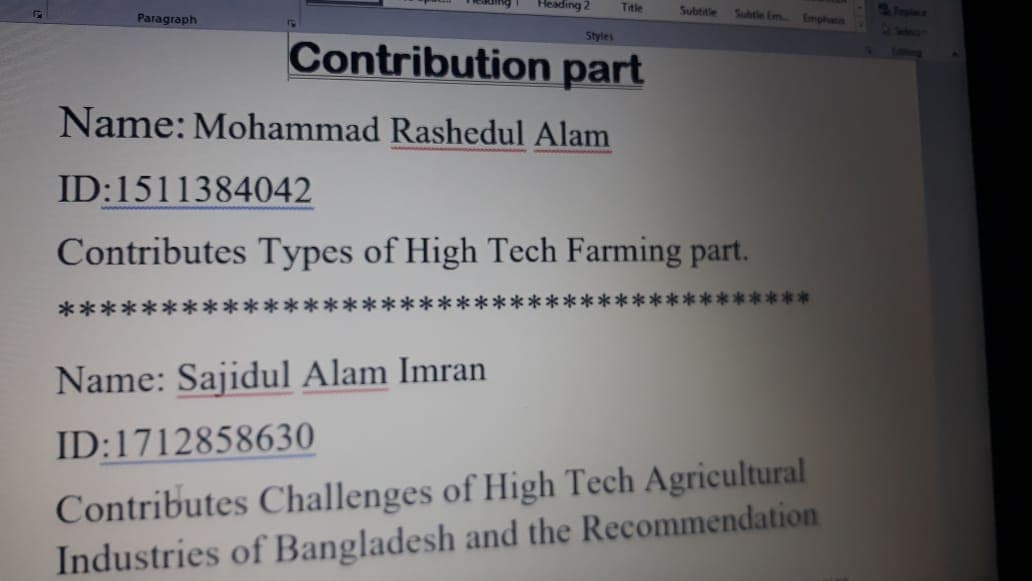 Paragraph
Heading 2
Title
Subtitle
Subtle Em...
Emphasis
Replace
Select
Editing
Styles
Contribution part
Name: Mohammad Rashedul Alam
ID:1511384042
Contributes Types of High Tech Farming part.
*************************************
Name: Sajidul Alam Imran
ID:1712858630
Contributes Challenges of High Tech Agricultural
Industries of Bangladesh and the Recommendation